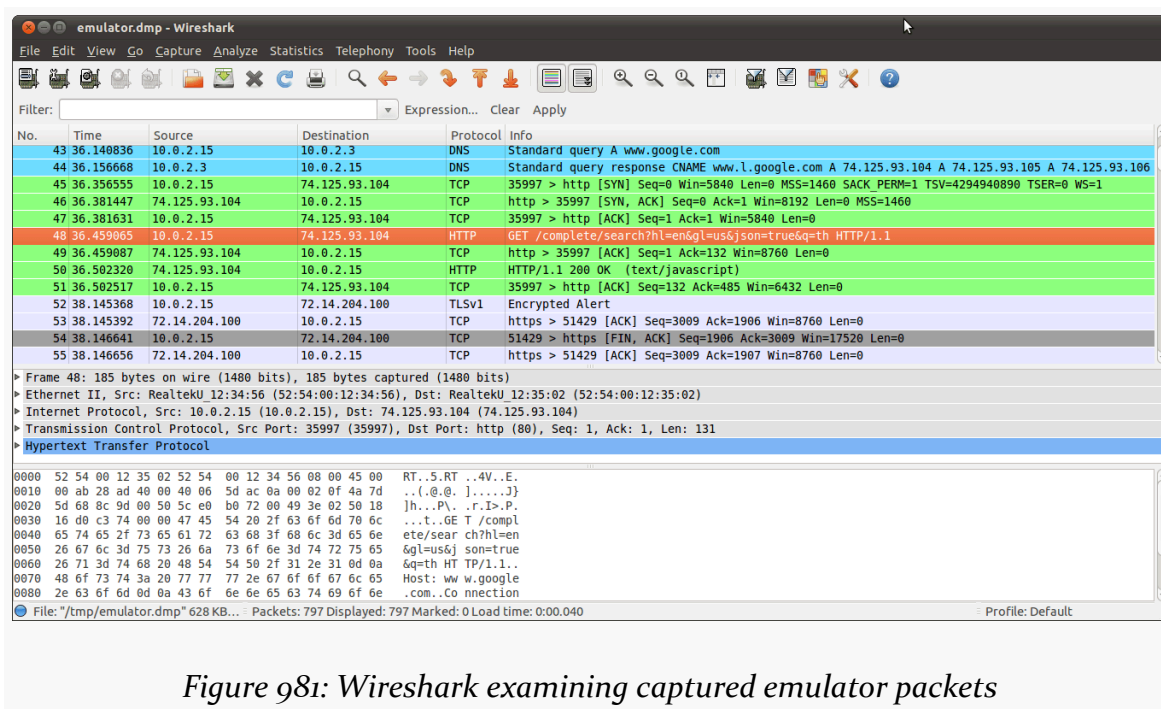 emulator.dmp - Wireshark
File Edit View Go Capture Analyze Statistics Telephony Tools Help
Filter: Expression... Clear Apply
No. Time Source Destination Protocol Info
43 36.140836 10.0.2.15 10.0.2.3 DNS Standard query A www.google.com
44 36.156668 10.0.2.3 10.0.2.15 DNS Standard query response CNAME www.l.google.com A 74.125.93.104 A 74.125.93.105 A 74.125.93.106
45 36.356555 10.0.2.15 74.125.93.104 TCP 35997 > http [SYN] Seq=0 Win=5840 Len=0 MSS=1460 SACK_PERM=1 TSV=4294940890 TSER=0 WS=1
46 36.381447 74.125.93.104 10.0.2.15 TCP http > 35997 [SYN, ACK] Seq=0 Ack=1 Win=8192 Len=0 MSS=1460
47 36.381631 10.0.2.15 74.125.93.104 TCP 35997 > http [ACK] Seq=1 Ack=1 Win=5840 Len=0
48 36.459065 10.0.2.15 74.125.93.104 HTTP GET /complete/search?hl=en&gl=us&json=true&q=th HTTP/1.1
49 36.459087 74.125.93.104 10.0.2.15 TCP http > 35997 [ACK] Seq=1 Ack=132 Win=8760 Len=0
50 36.502320 74.125.93.104 10.0.2.15 HTTP HTTP/1.1 200 OK (text/javascript)
51 36.502517 10.0.2.15 74.125.93.104 TCP 35997 > http [ACK] Seq=132 Ack=485 Win=6432 Len=0
52 38.145368 10.0.2.15 72.14.204.100 TLSv1 Encrypted Alert
53 38.145392 72.14.204.100 10.0.2.15 TCP https > 51429 [ACK] Seq=3009 Ack=1906 Win=8760 Len=0
54 38.146641 10.0.2.15 72.14.204.100 TCP 51429 > https [FIN, ACK] Seq=1906 Ack=3009 Win=17520 Len=0
55 38.146656 72.14.204.100 10.0.2.15 TCP https > 51429 [ACK] Seq=3009 Ack=1907 Win=8760 Len=0
Frame 48: 185 bytes on wire (1480 bits), 185 bytes captured (1480 bits)
Ethernet II, Src: RealtekU_12:34:56 (52:54:00:12:34:56), Dst: RealtekU_12:35:02 (52:54:00:12:35:02)
Internet Protocol, Src: 10.0.2.15 (10.0.2.15), Dst: 74.125.93.104 (74.125.93.104)
Transmission Control Protocol, Src Port: 35997 (35997), Dst Port: http (80), Seq: 1, Ack: 1, Len: 131
Hypertext Transfer Protocol
0000 52 54 00 12 35 02 52 54 00 12 34 56 08 00 45 00 RT..5.RT ..4V..E.
0010 00 ab 28 ad 40 00 40 06 5d ac 0a 00 02 0f 4a 7d ..(.@.@. ].....J}
0020 5d 68 8c 9d 00 50 5c e0 b0 72 00 49 3e 02 50 18 ]h...P\. .r.I>.P.
0030 16 d0 c3 74 00 00 47 45 54 20 2f 63 6f 6d 70 6c ...t..GE T /compl
0040 65 74 65 2f 73 65 61 72 63 68 3f 68 6c 3d 65 6e ete/sear ch?hl=en
0050 26 67 6c 3d 75 73 26 6a 73 6f 6e 3d 74 72 75 65 &gl=us&j son=true
0060 26 71 3d 74 68 20 48 54 54 50 2f 31 2e 31 0d 0a &q=th HT TP/1.1..
0070 48 6f 73 74 3a 20 77 77 77 2e 67 6f 6f 67 6c 65 Host: ww w.google
0080 2e 63 6f 6d 0d 0a 43 6f 6e 6e 65 63 74 69 6f 6e .com..Co nnection
File: "/tmp/emulator.dmp" 628 KB... Packets: 797 Displayed: 797 Marked: 0 Load time: 0:00.040 Profile: Default
Figure 981: Wireshark examining captured emulator packets